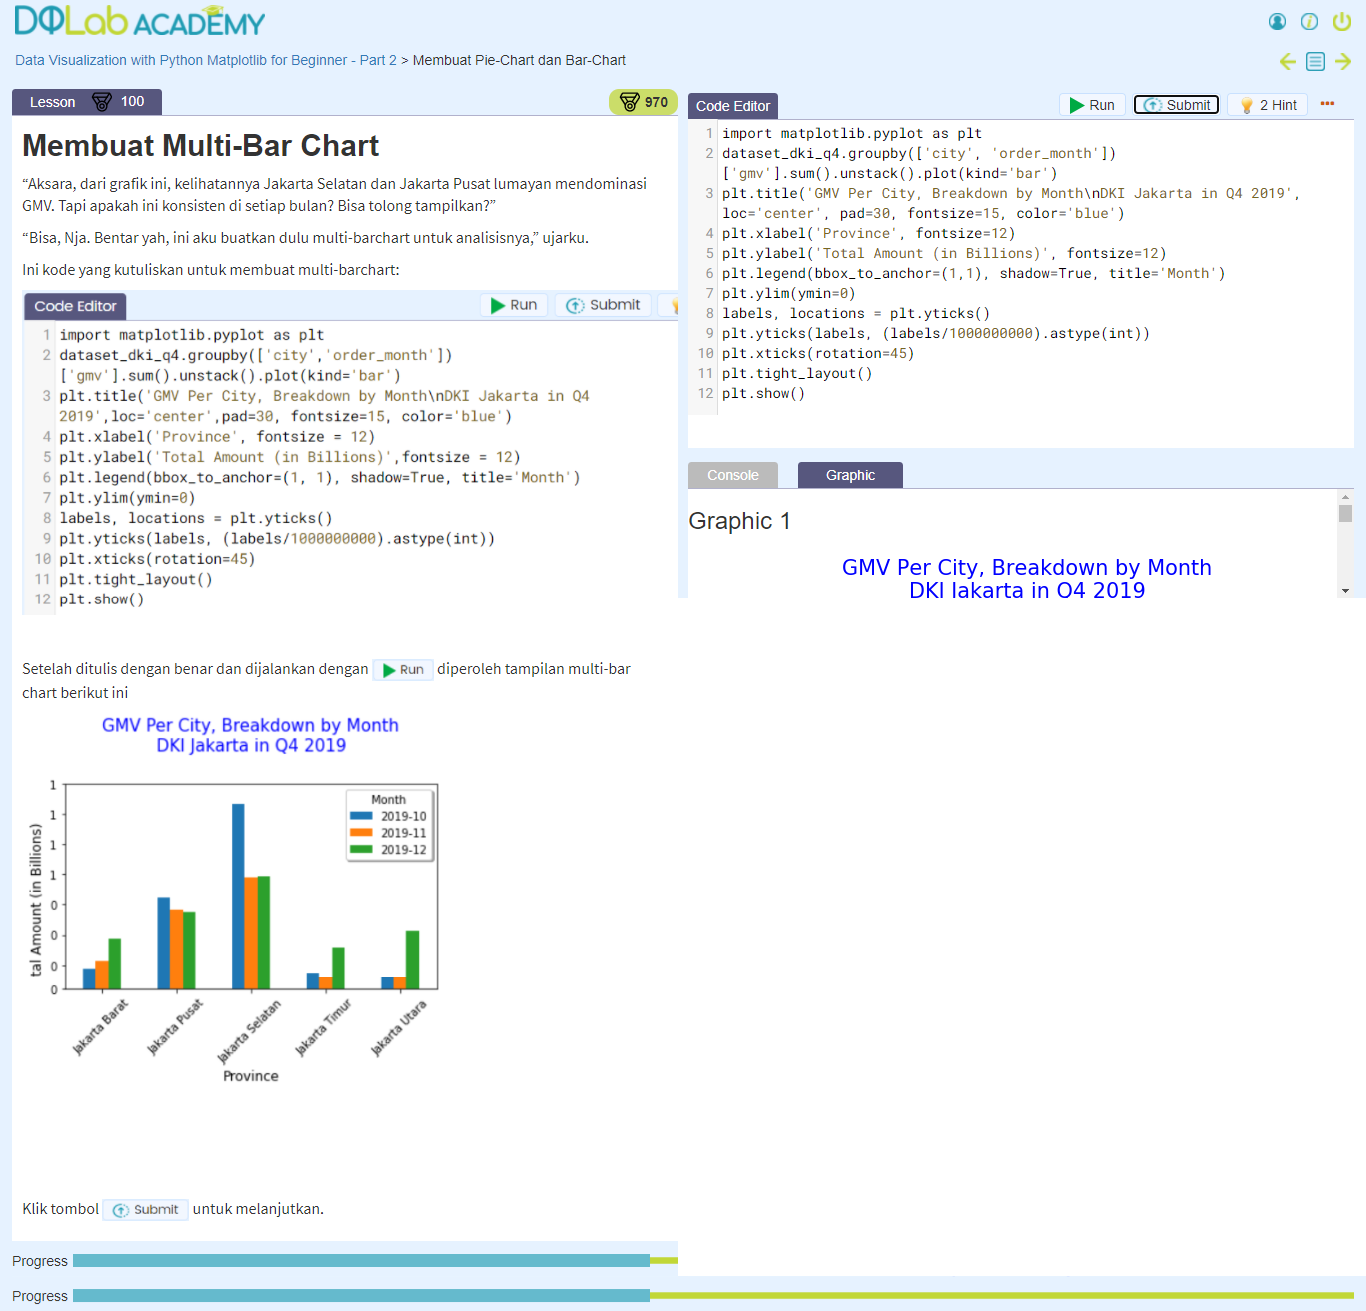 DQLab ACADEMY
Data Visualization with Python Matplotlib for Beginner - Part 2 > Membuat Pie-Chart dan Bar-Chart
Lesson 100
970
Membuat Multi-Bar Chart
“Aksara, dari grafik ini, kelihatannya Jakarta Selatan dan Jakarta Pusat lumayan mendominasi
GMV. Tapi apakah ini konsisten di setiap bulan? Bisa tolong tampilkan?”
“Bisa, Nja. Bentar yah, ini aku buatkan dulu multi-barchart untuk analisisnya,” ujarku.
Ini kode yang kutuliskan untuk membuat multi-barchart:
Code Editor Run Submit
1 import matplotlib.pyplot as plt
2 dataset_dki_q4.groupby(['city','order_month'])
['gmv'].sum().unstack().plot(kind='bar')
3 plt.title('GMV Per City, Breakdown by Month\nDKI Jakarta in Q4
2019',loc='center',pad=30, fontsize=15, color='blue')
4 plt.xlabel('Province', fontsize = 12)
5 plt.ylabel('Total Amount (in Billions)',fontsize = 12)
6 plt.legend(bbox_to_anchor=(1, 1), shadow=True, title='Month')
7 plt.ylim(ymin=0)
8 labels, locations = plt.yticks()
9 plt.yticks(labels, (labels/1000000000).astype(int))
10 plt.xticks(rotation=45)
11 plt.tight_layout()
12 plt.show()
Setelah ditulis dengan benar dan dijalankan dengan Run diperoleh tampilan multi-bar
chart berikut ini
GMV Per City, Breakdown by Month
DKI Jakarta in Q4 2019
1
1
1
1
0
0
0
0
tal Amount (in Billions)
Month
2019-10
2019-11
2019-12
Jakarta Barat
Jakarta Pusat
Jakarta Selatan
Jakarta Timur
Jakarta Utara
Province
Klik tombol Submit untuk melanjutkan.
Progress
Progress
Code Editor Run Submit 2 Hint
1 import matplotlib.pyplot as plt
2 dataset_dki_q4.groupby(['city', 'order_month'])
['gmv'].sum().unstack().plot(kind='bar')
3 plt.title('GMV Per City, Breakdown by Month\nDKI Jakarta in Q4 2019',
loc='center', pad=30, fontsize=15, color='blue')
4 plt.xlabel('Province', fontsize=12)
5 plt.ylabel('Total Amount (in Billions)', fontsize=12)
6 plt.legend(bbox_to_anchor=(1,1), shadow=True, title='Month')
7 plt.ylim(ymin=0)
8 labels, locations = plt.yticks()
9 plt.yticks(labels, (labels/1000000000).astype(int))
10 plt.xticks(rotation=45)
11 plt.tight_layout()
12 plt.show()
Console Graphic
Graphic 1
GMV Per City, Breakdown by Month
DKI Jakarta in Q4 2019